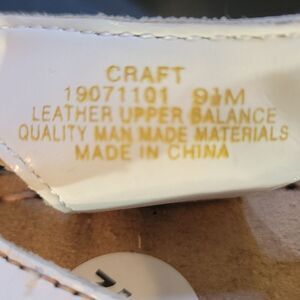 CRAFT
19071101 9½M
LEATHER UPPER BALANCE
QUALITY MAN MADE MATERIALS
MADE IN CHINA